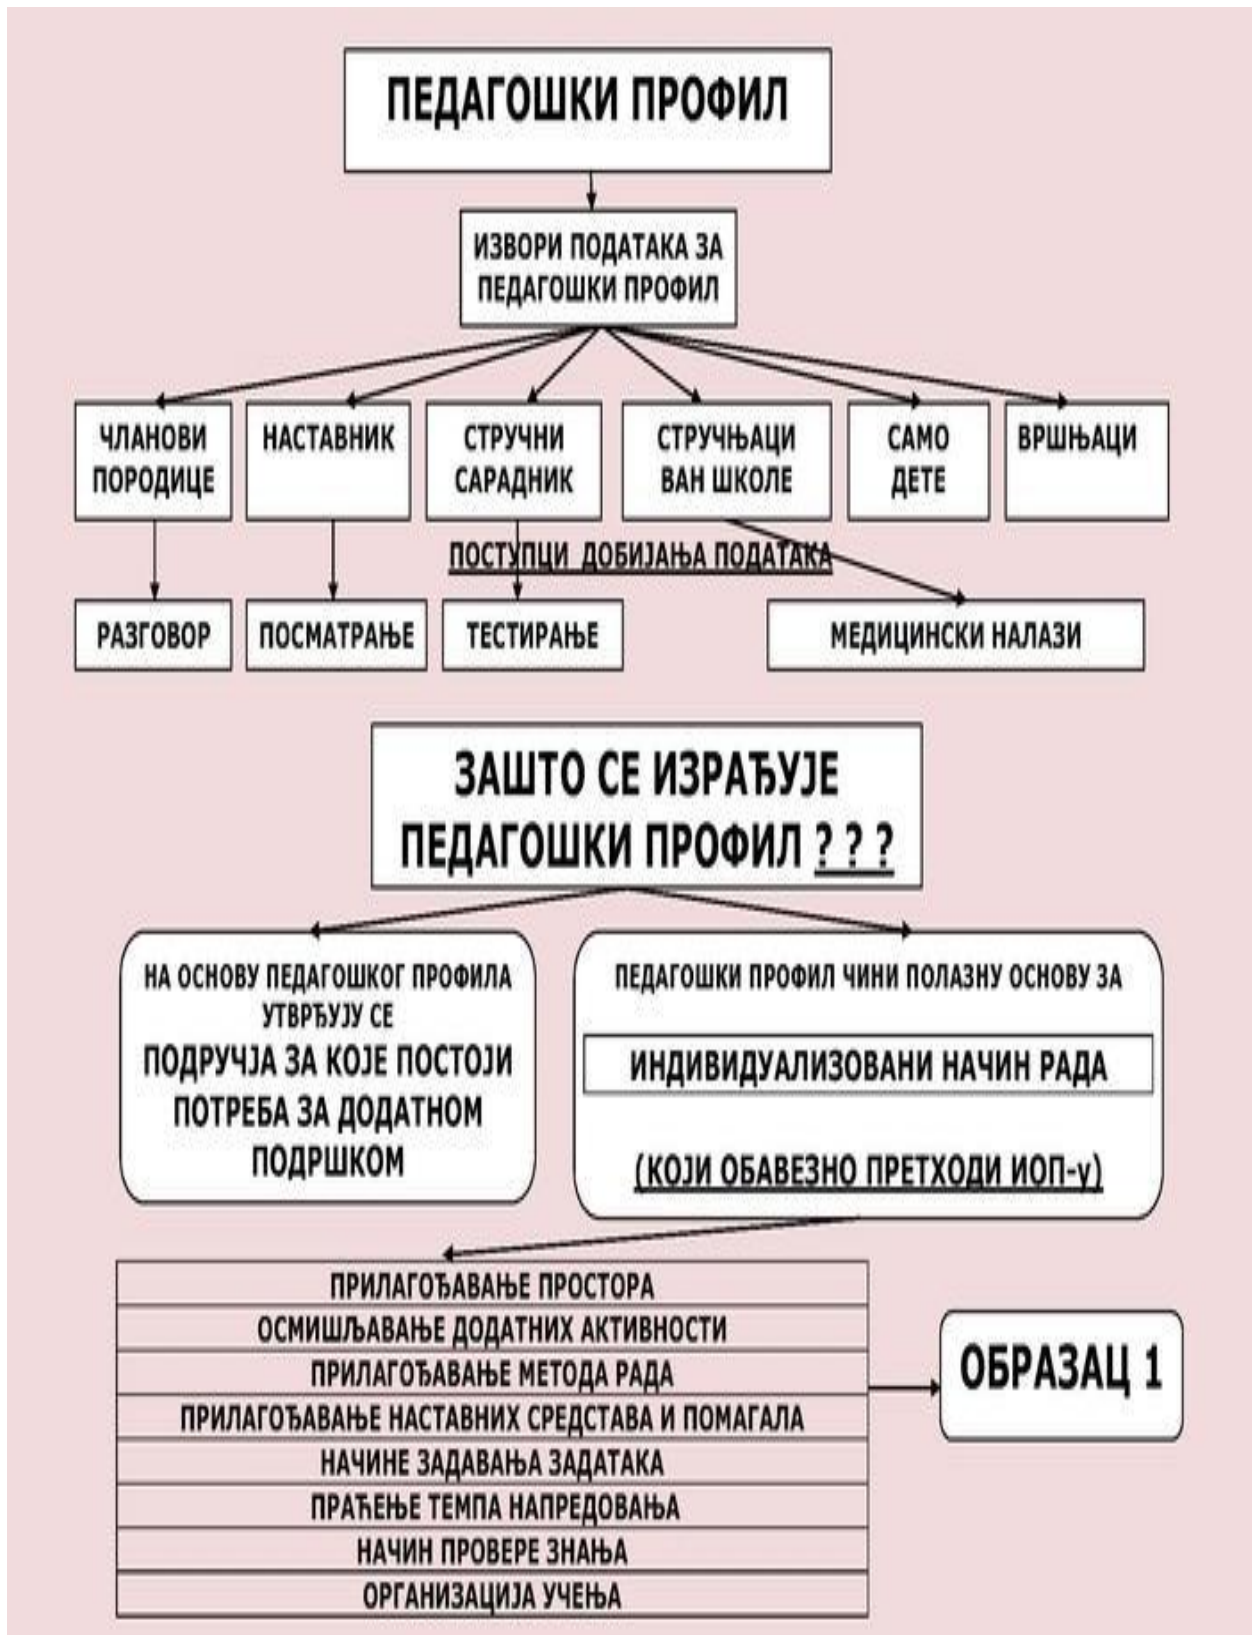 ПЕДАГОШКИ ПРОФИЛ
ИЗВОРИ ПОДАТАКА ЗА
ПЕДАГОШКИ ПРОФИЛ
ЧЛАНОВИ
ПОРОДИЦЕ
НАСТАВНИК
СТРУЧНИ
САРАДНИК
СТРУЧЊАЦИ
ВАН ШКОЛЕ
САМО
ДЕТЕ
ВРШЊАЦИ
ПОСТУПЦИ ДОБИЈАЊА ПОДАТАКА
РАЗГОВОР
ПОСМАТРАЊЕ
ТЕСТИРАЊЕ
МЕДИЦИНСКИ НАЛАЗИ
ЗАШТО СЕ ИЗРАЂУЈЕ
ПЕДАГОШКИ ПРОФИЛ ? ? ?
НА ОСНОВУ ПЕДАГОШКОГ ПРОФИЛА
УТВРЂУЈУ СЕ
ПОДРУЧЈА ЗА КОЈЕ ПОСТОЈИ
ПОТРЕБА ЗА ДОДАТНОМ
ПОДРШКОМ
ПЕДАГОШКИ ПРОФИЛ ЧИНИ ПОЛАЗНУ ОСНОВУ ЗА
ИНДИВИДУАЛИЗОВАНИ НАЧИН РАДА
(КОЈИ ОБАВЕЗНО ПРЕТХОДИ ИОП-у)
ПРИЛАГОЂАВАЊЕ ПРОСТОРА
ОСМИШЉАВАЊЕ ДОДАТНИХ АКТИВНОСТИ
ПРИЛАГОЂАВАЊЕ МЕТОДА РАДА
ПРИЛАГОЂАВАЊЕ НАСТАВНИХ СРЕДСТАВА И ПОМАГАЛА
НАЧИНЕ ЗАДАВАЊА ЗАДАТАКА
ПРАЋЕЊЕ ТЕМПА НАПРЕДОВАЊА
НАЧИН ПРОВЕРЕ ЗНАЊА
ОРГАНИЗАЦИЈА УЧЕЊА
ОБРАЗАЦ 1